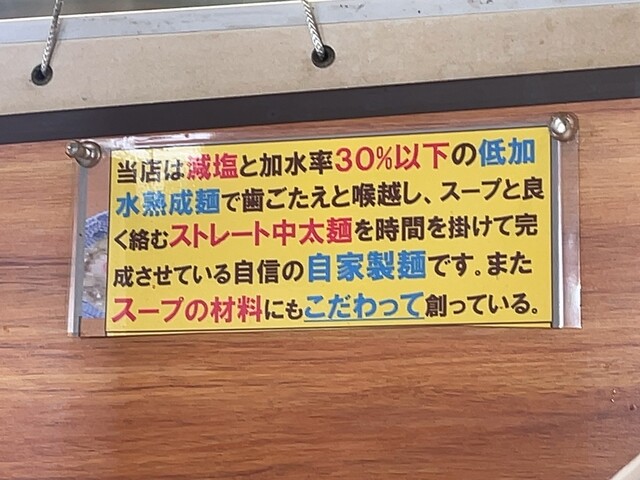 当店は減塩と加水率30%以下の低加
水熟成麺で歯ごたえと喉越し、スープと良
く絡むストレート中太麺を時間を掛けて完
成させている自信の自家製麺です。また
スープの材料にもこだわって創っている。